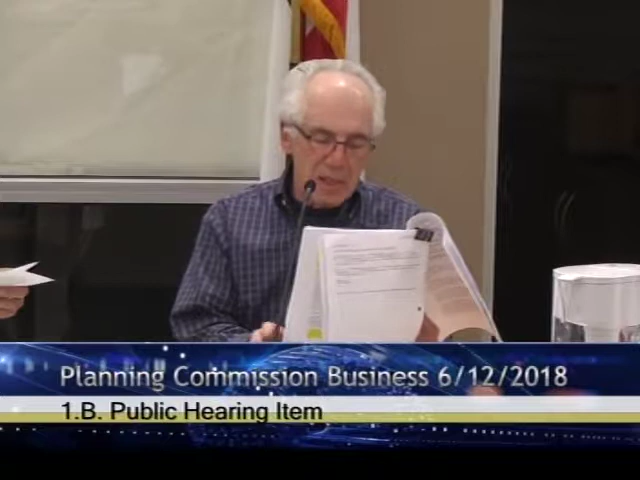 Planning Commission Business 6/12/2018
1.B. Public Hearing Item